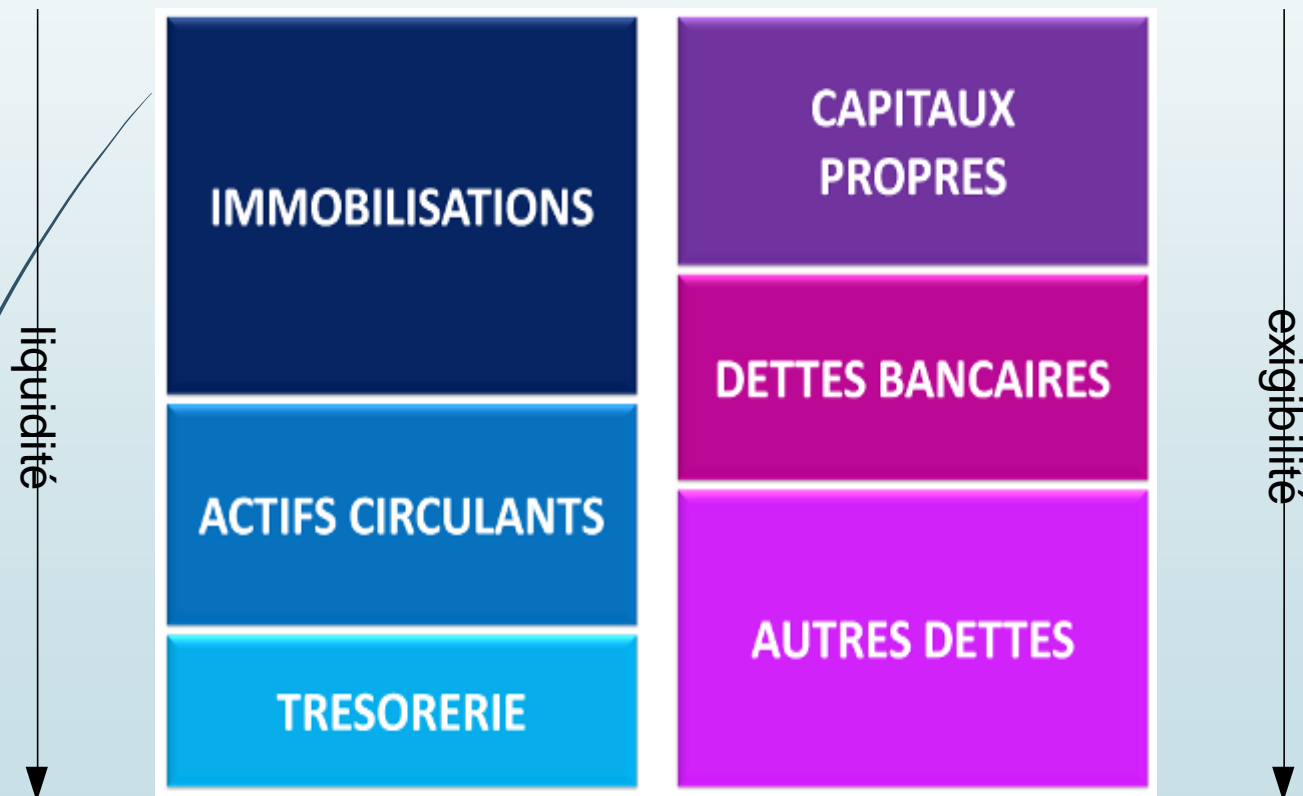 liquidité
IMMOBILISATIONS
ACTIFS CIRCULANTS
TRESORERIE
CAPITAUX
PROPRES
DETTES BANCAIRES
AUTRES DETTES
exigibilité